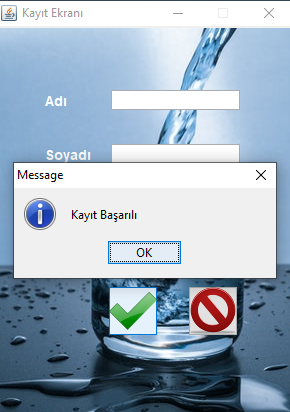 Kayıt Ekranı
Adı
Soyadı
Message
Kayıt Başarılı
OK